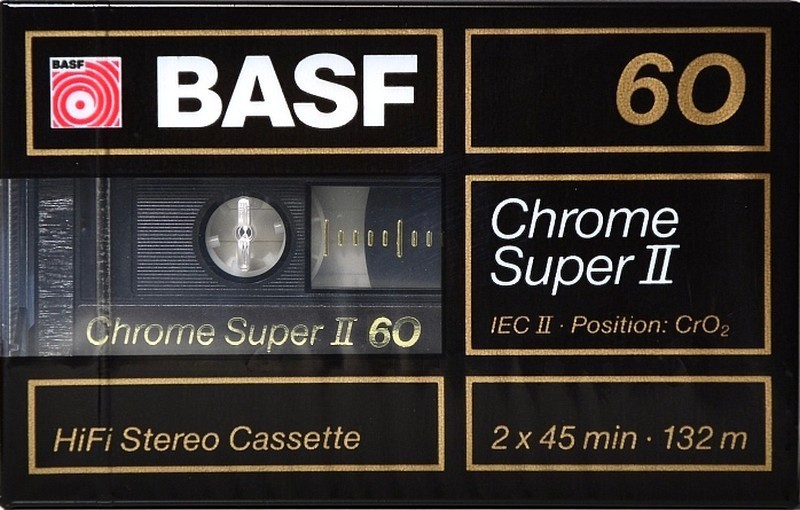 BASF
BASF
60
Chrome
Super II
IEC II · Position: CrO₂
Chrome Super II 60
HiFi Stereo Cassette
2 x 45 min · 132 m